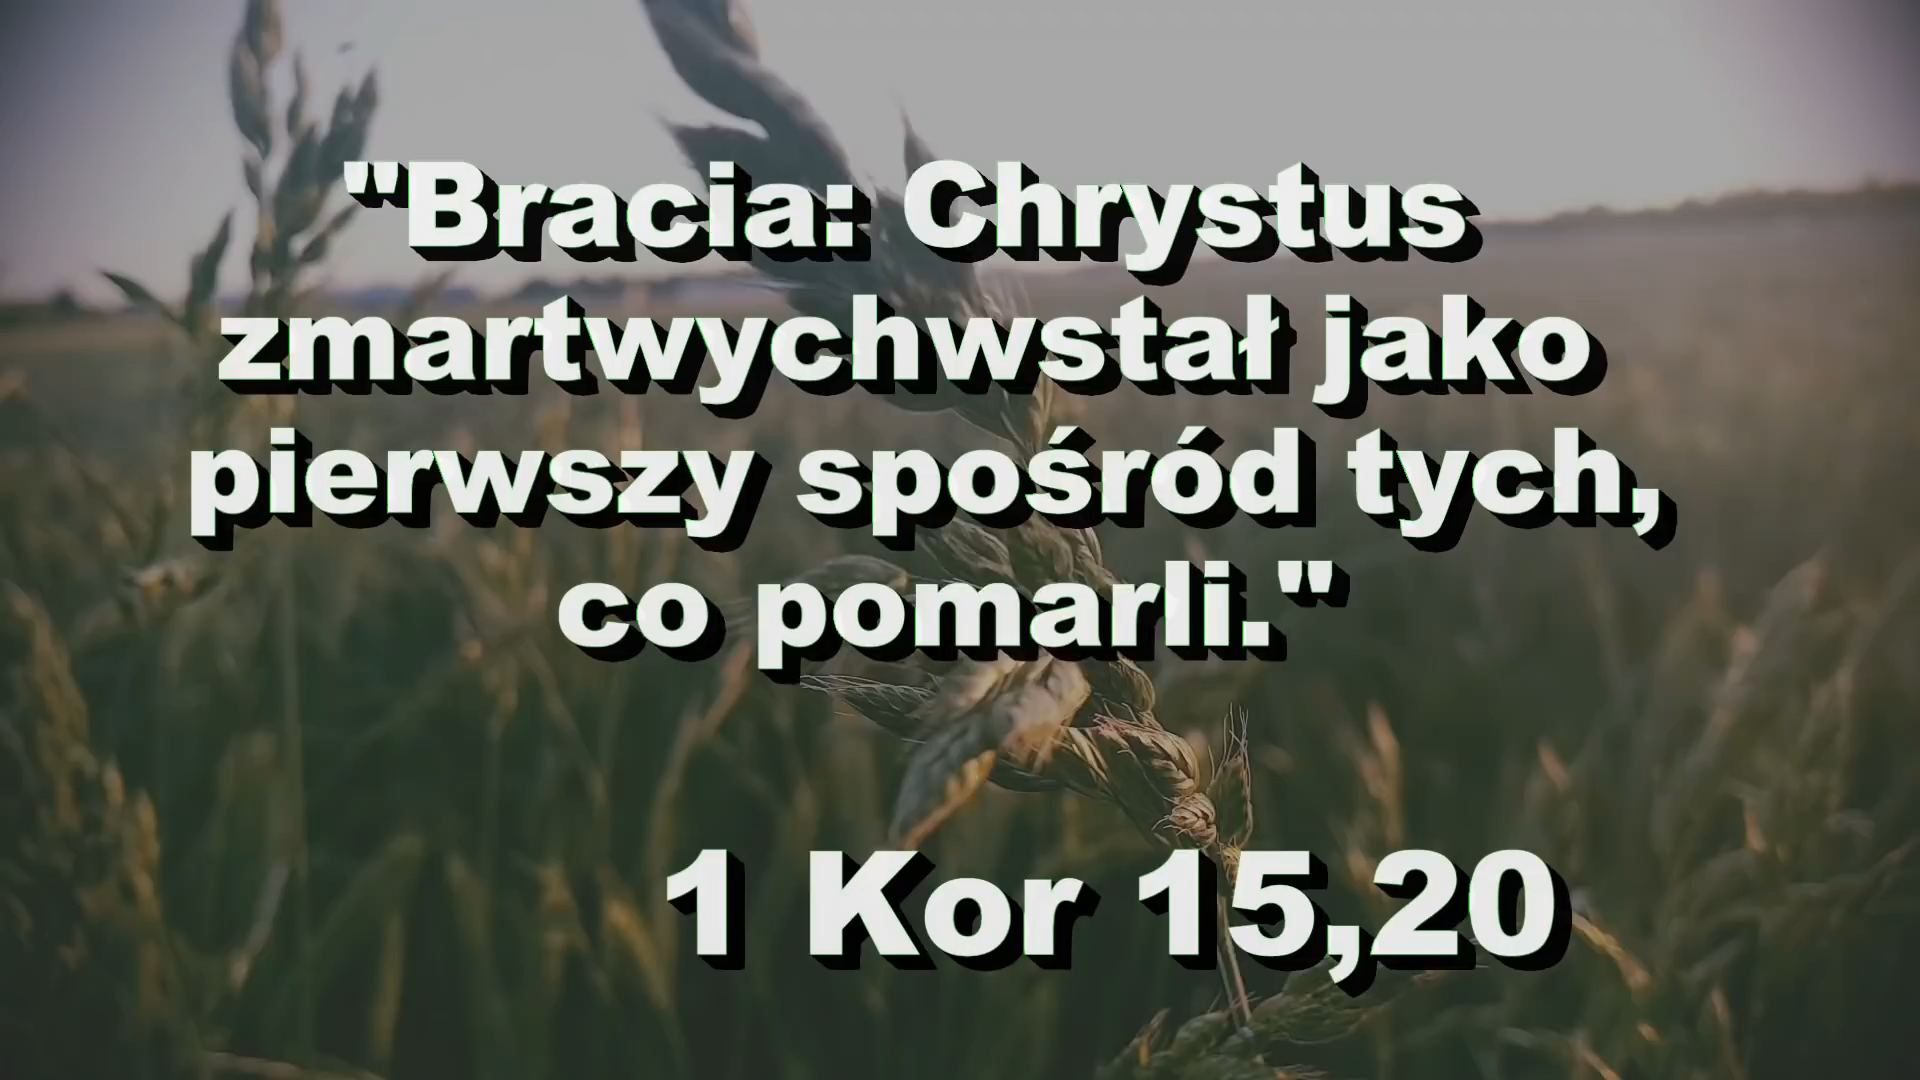 "Bracia: Chrystus
zmartwychwstał jako
pierwszy spośród tych,
co pomarli."
1 Kor 15,20